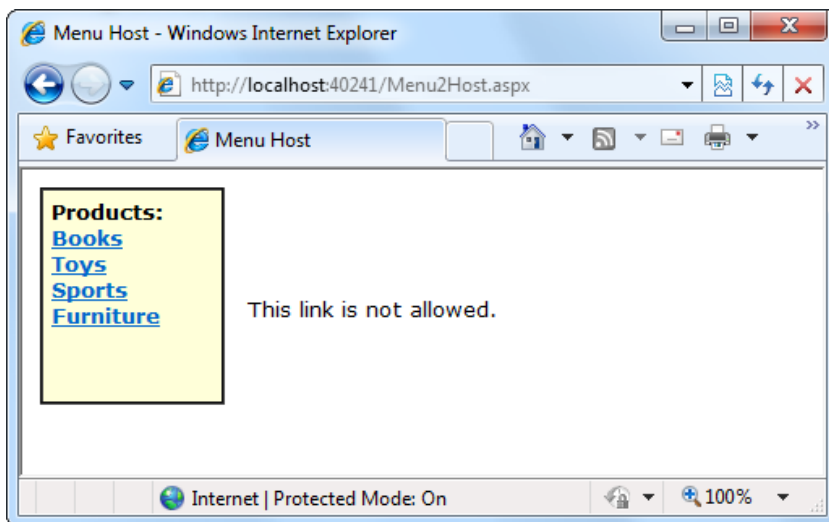 Menu Host - Windows Internet Explorer
http://localhost:40241/Menu2Host.aspx
Favorites
Menu Host
Products:
Books
Toys
Sports
Furniture
This link is not allowed.
Internet | Protected Mode: On
100%